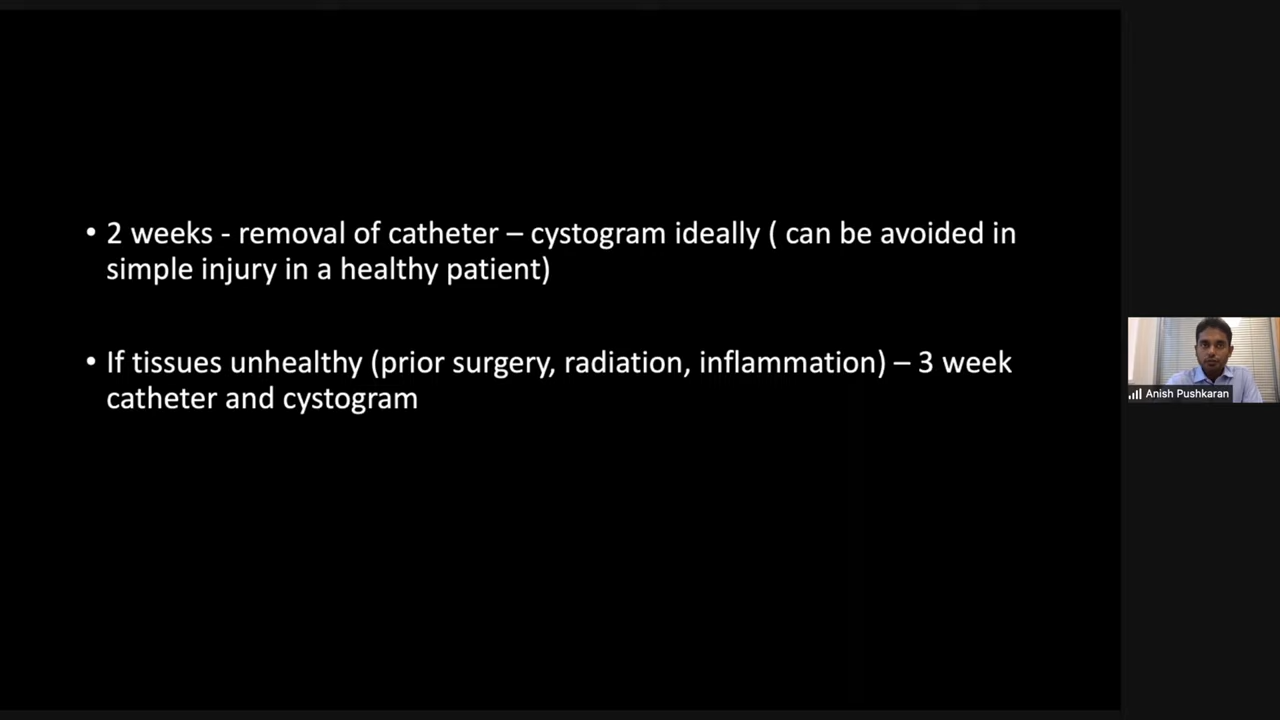 • 2 weeks - removal of catheter – cystogram ideally ( can be avoided in
simple injury in a healthy patient)
• If tissues unhealthy (prior surgery, radiation, inflammation) – 3 week
catheter and cystogram
Anish Pushkaran